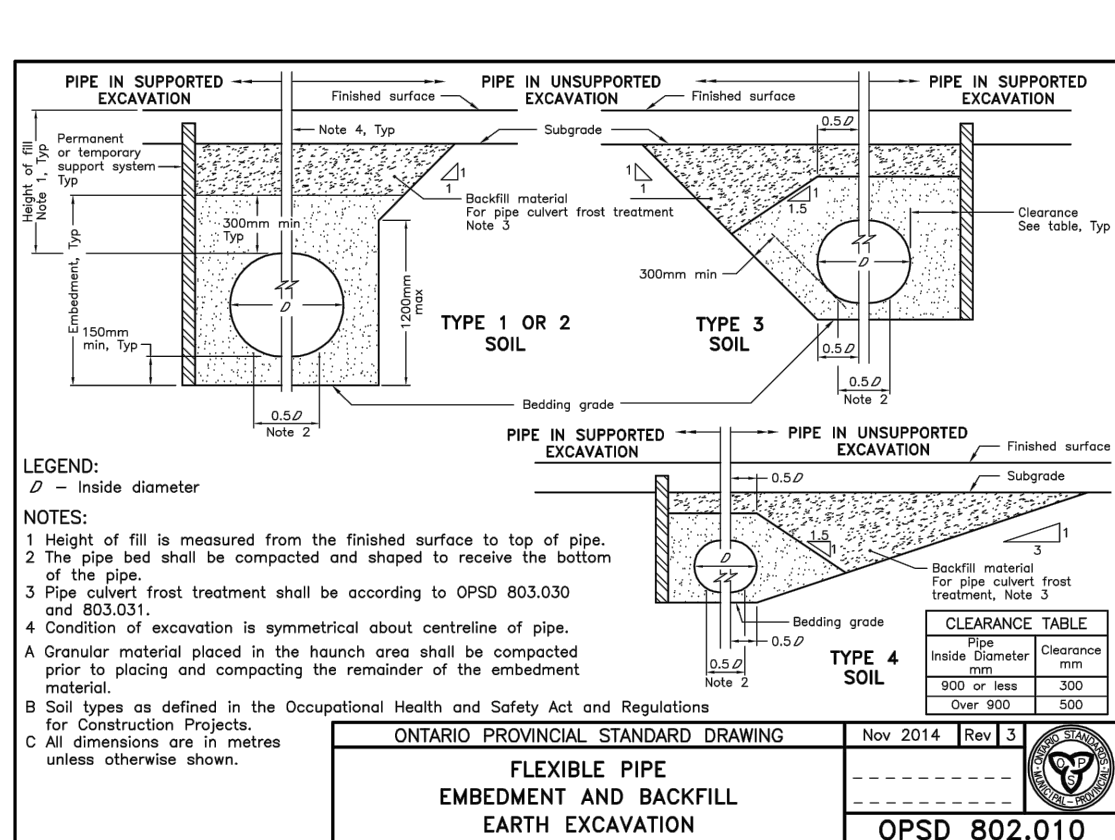 PIPE IN SUPPORTED
EXCAVATION
PIPE IN UNSUPPORTED
EXCAVATION
PIPE IN SUPPORTED
EXCAVATION
Finished surface
Finished surface
Note 4, Typ
Subgrade
0.5D
Height of fill
Note 1, Typ
Permanent
or temporary
support system
Typ
1
1
1
1
1
1.5
Backfill material
For pipe culvert frost treatment
Note 3
300mm min
Typ
Clearance
See table, Typ
Embedment, Typ
D
1200mm
max
300mm min
D
150mm
min, Typ
TYPE 1 OR 2
SOIL
TYPE 3
SOIL
0.5D
0.5D
Note 2
Bedding grade
0.5D
Note 2
PIPE IN SUPPORTED
EXCAVATION
PIPE IN UNSUPPORTED
EXCAVATION
Finished surface
0.5D
Subgrade
D
1.5
1
1
3
Backfill material
For pipe culvert frost
treatment, Note 3
Bedding grade
0.5D
0.5D
Note 2
TYPE 4
SOIL
LEGEND:
D – Inside diameter
NOTES:
1 Height of fill is measured from the finished surface to top of pipe.
2 The pipe bed shall be compacted and shaped to receive the bottom
of the pipe.
3 Pipe culvert frost treatment shall be according to OPSD 803.030
and 803.031.
4 Condition of excavation is symmetrical about centreline of pipe.
A Granular material placed in the haunch area shall be compacted
prior to placing and compacting the remainder of the embedment
material.
B Soil types as defined in the Occupational Health and Safety Act and Regulations
for Construction Projects.
C All dimensions are in metres
unless otherwise shown.
CLEARANCE TABLE
Pipe
Inside Diameter
mm
Clearance
mm
900 or less 300
Over 900 500
ONTARIO PROVINCIAL STANDARD DRAWING
Nov 2014 Rev 3
FLEXIBLE PIPE
EMBEDMENT AND BACKFILL
EARTH EXCAVATION
ONTARIO STANDARDS
MUNICIPAL – PROVINCIAL
O P S
OPSD 802.010